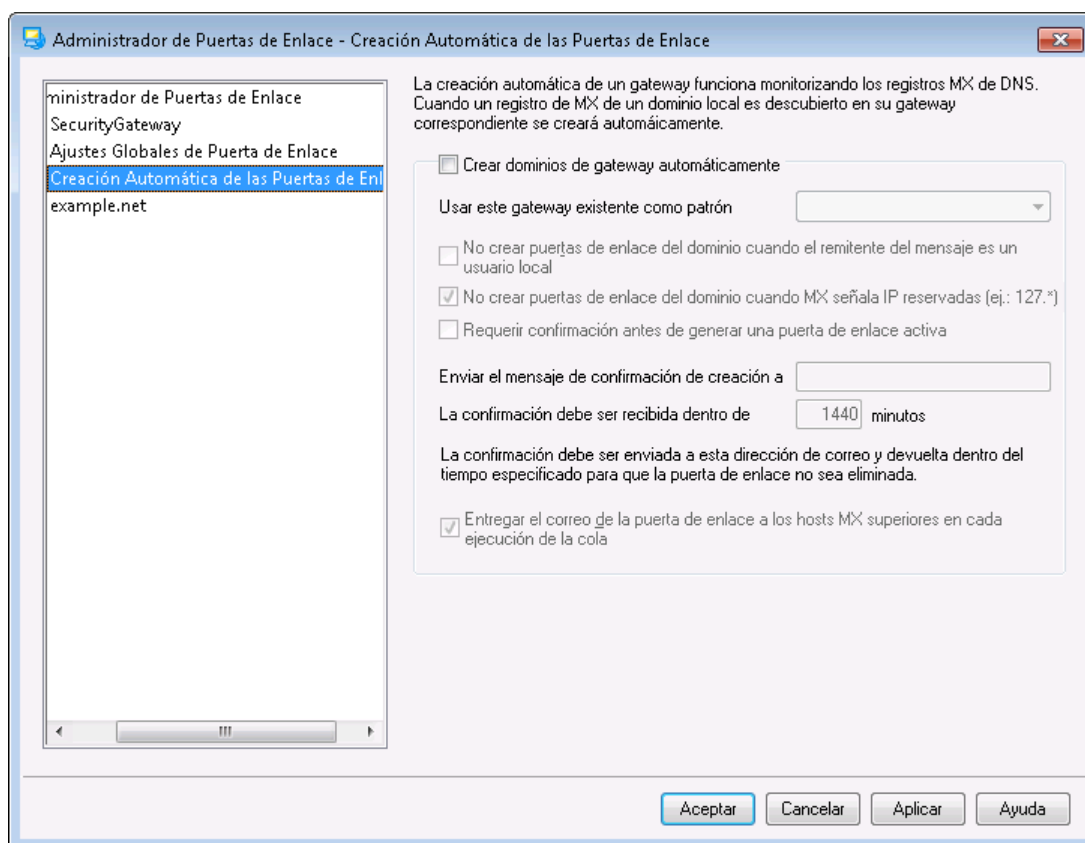 Administrador de Puertas de Enlace - Creación Automática de las Puertas de Enlace
ministrador de Puertas de Enlace
SecurityGateway
Ajustes Globales de Puerta de Enlace
Creación Automática de las Puertas de Enl
example.net
La creación automática de un gateway funciona monitorizando los registros MX de DNS.
Cuando un registro de MX de un dominio local es descubierto en su gateway
correspondiente se creará automáicamente.
Crear dominios de gateway automáticamente
Usar este gateway existente como patrón
No crear puertas de enlace del dominio cuando el remitente del mensaje es un
usuario local
No crear puertas de enlace del dominio cuando MX señala IP reservadas (ej.: 127.*)
Requerir confirmación antes de generar una puerta de enlace activa
Enviar el mensaje de confirmación de creación a
La confirmación debe ser recibida dentro de 1440 minutos
La confirmación debe ser enviada a esta dirección de correo y devuelta dentro del
tiempo especificado para que la puerta de enlace no sea eliminada.
Entregar el correo de la puerta de enlace a los hosts MX superiores en cada
ejecución de la cola
Aceptar Cancelar Aplicar Ayuda